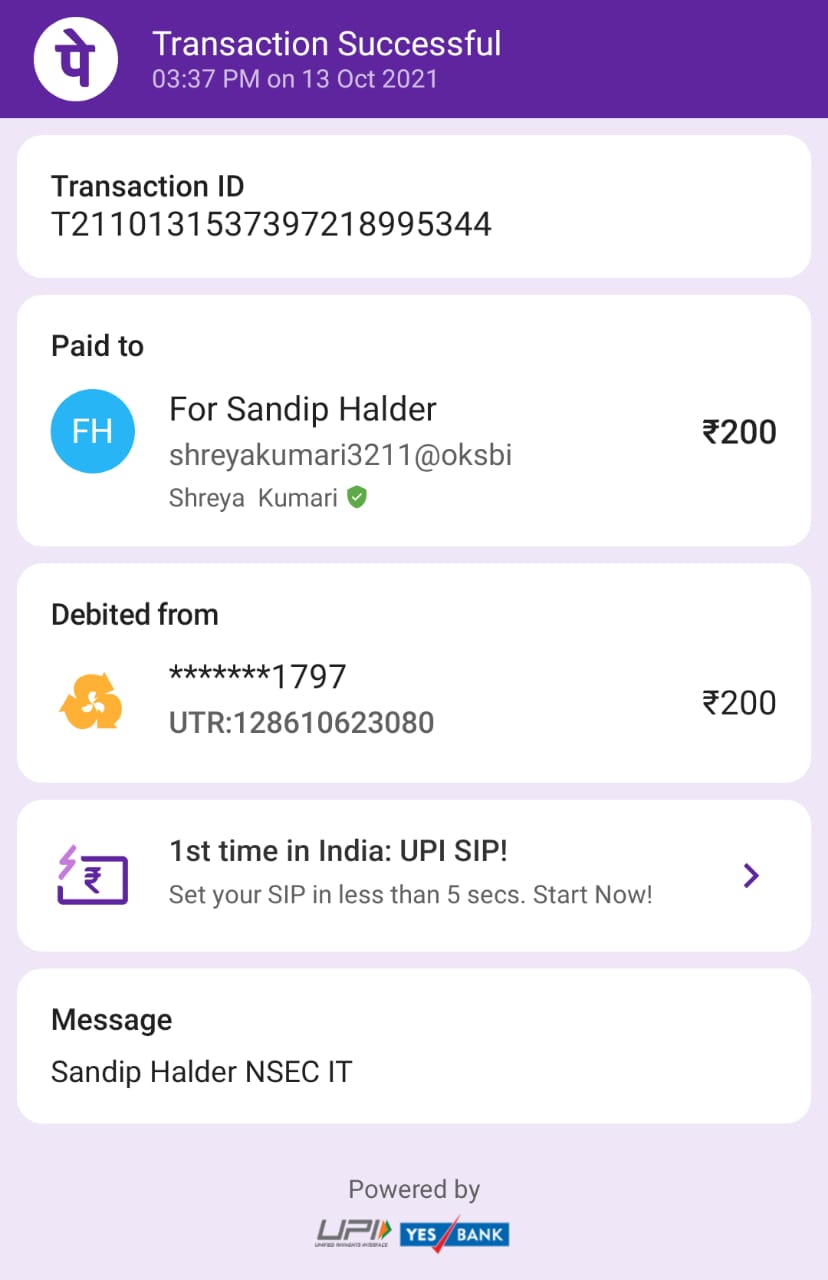 पे
Transaction Successful
03:37 PM on 13 Oct 2021
Transaction ID
T2110131537397218995344
Paid to
FH
For Sandip Halder
₹200
shreyakumari3211@oksbi
Shreya  Kumari
Debited from
*******1797
₹200
UTR:128610623080
₹
1st time in India: UPI SIP!
Set your SIP in less than 5 secs. Start Now!
Message
Sandip Halder NSEC IT
Powered by
UPI
UNIFIED PAYMENTS INTERFACE
YES BANK